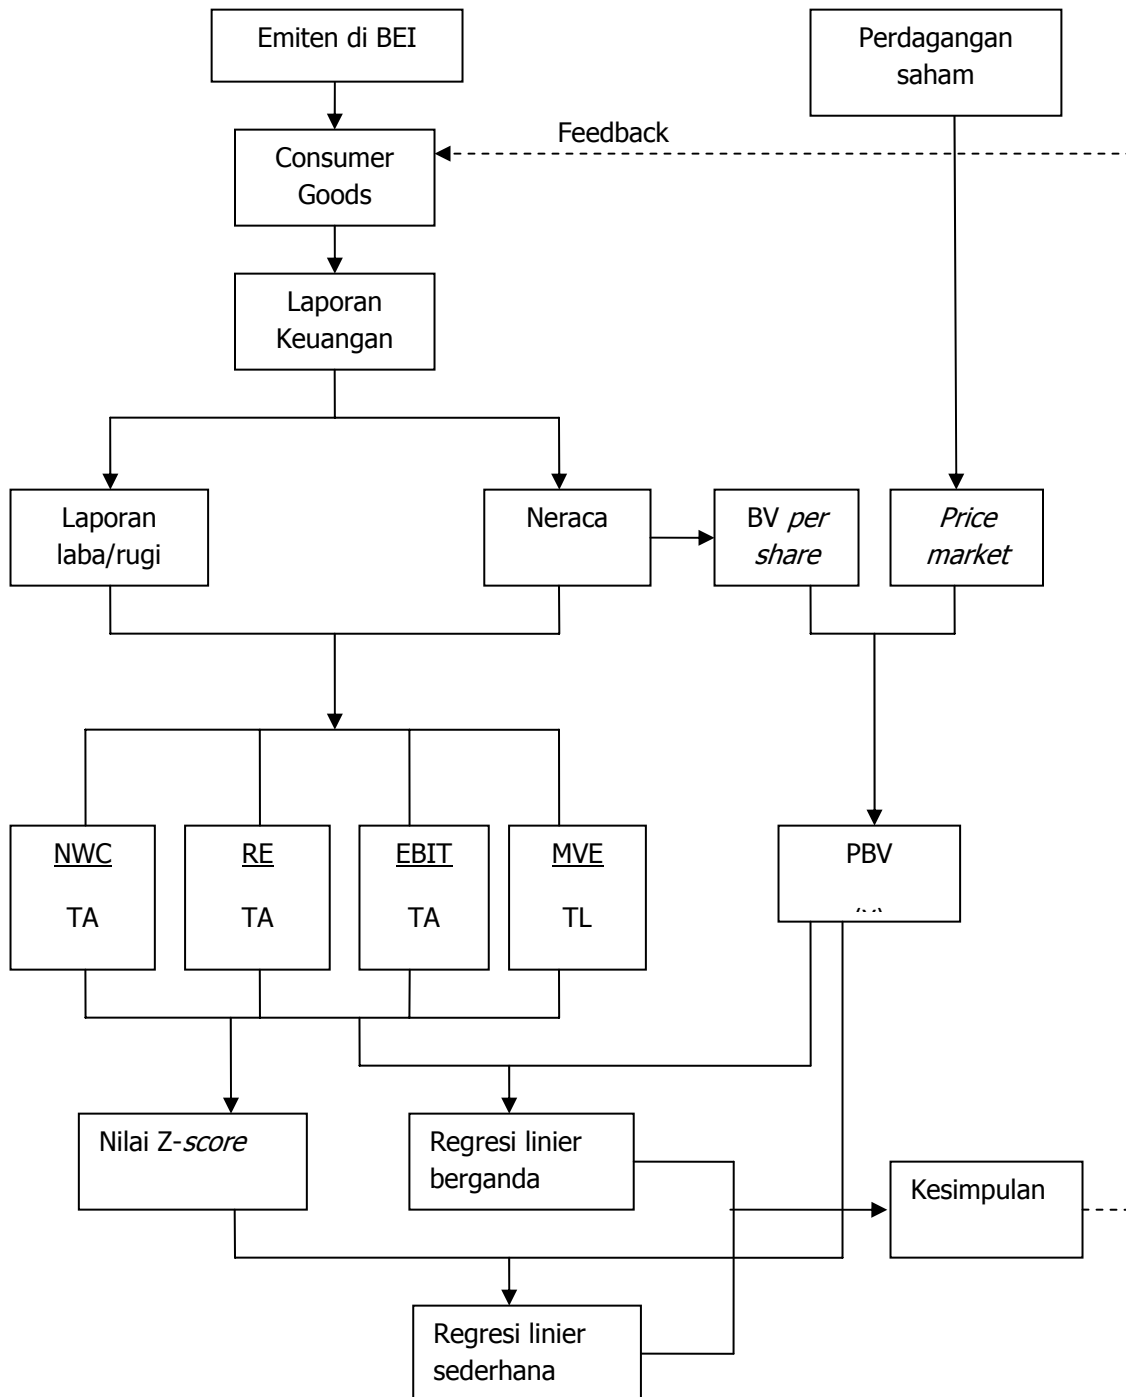 Emiten di BEI
Perdagangan
saham
Feedback
Consumer
Goods
Laporan
Keuangan
Laporan
laba/rugi
Neraca
BV per
share
Price
market
NWC
TA
RE
TA
EBIT
TA
MVE
TL
PBV
Nilai Z-score
Regresi linier
berganda
Kesimpulan
Regresi linier
sederhana